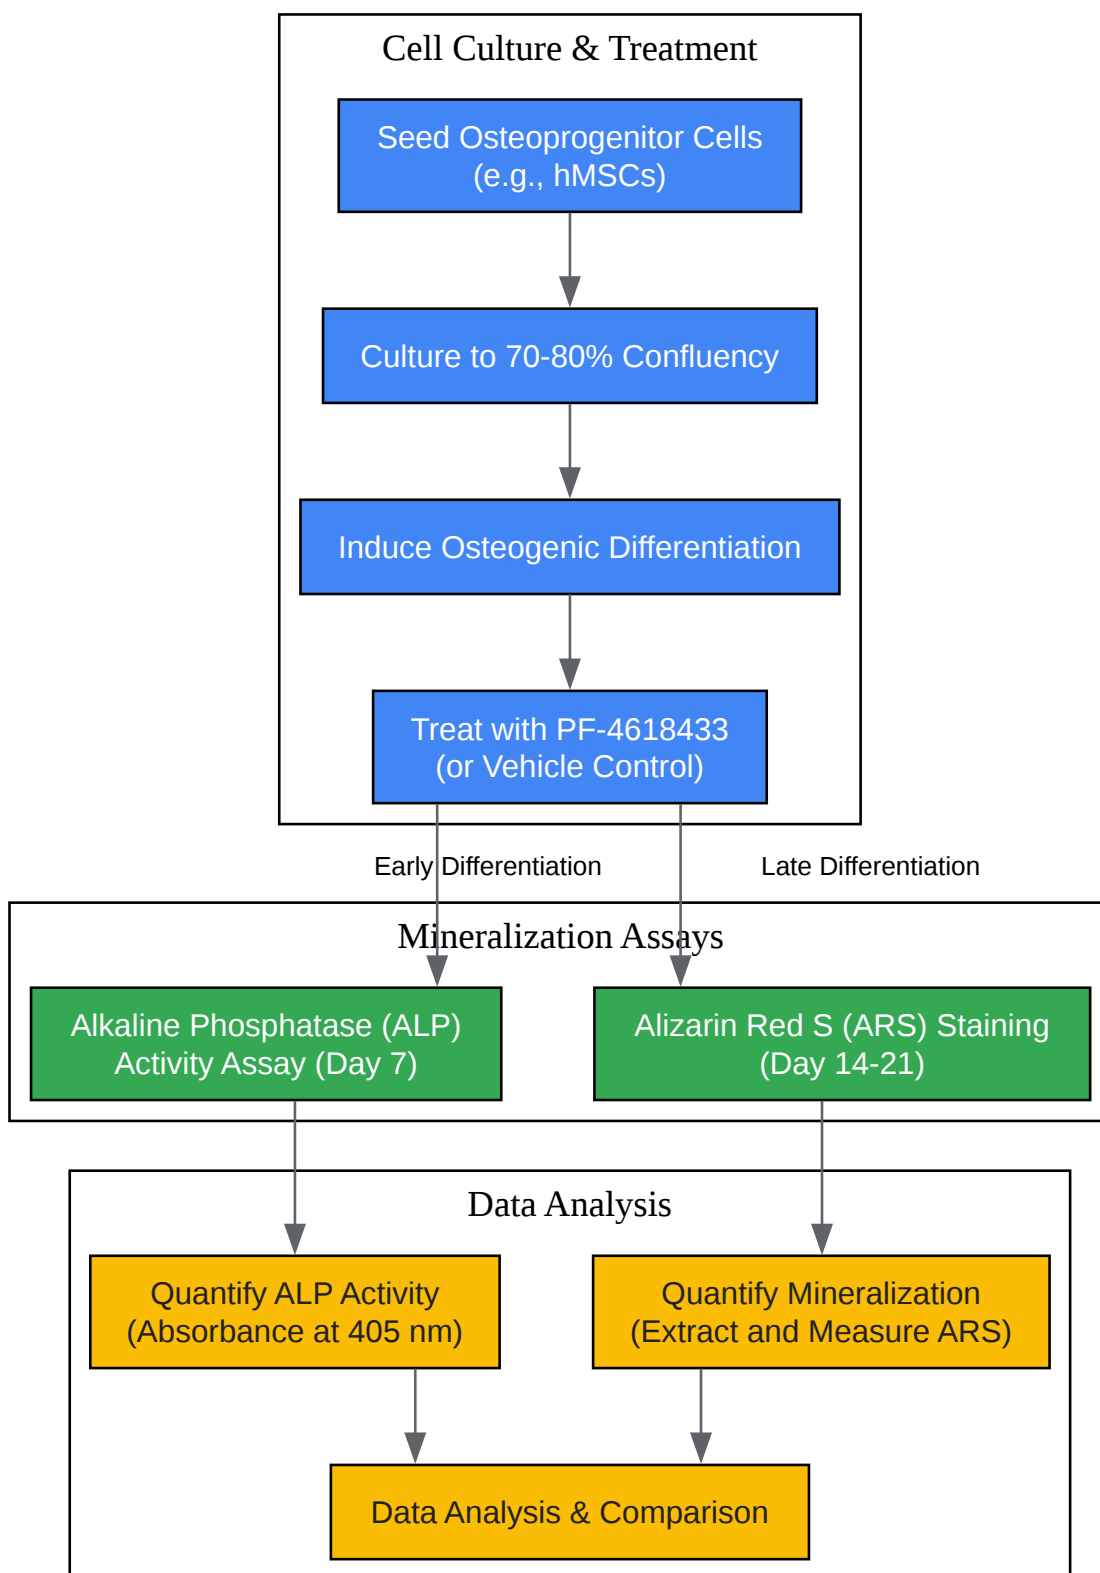 Cell Culture & Treatment
Seed Osteoprogenitor Cells
(e.g., hMSCs)
Culture to 70-80% Confluency
Induce Osteogenic Differentiation
Treat with PF-4618433
(or Vehicle Control)
Early Differentiation
Late Differentiation
Mineralization Assays
Alkaline Phosphatase (ALP)
Activity Assay (Day 7)
Alizarin Red S (ARS) Staining
(Day 14-21)
Data Analysis
Quantify ALP Activity
(Absorbance at 405 nm)
Quantify Mineralization
(Extract and Measure ARS)
Data Analysis & Comparison